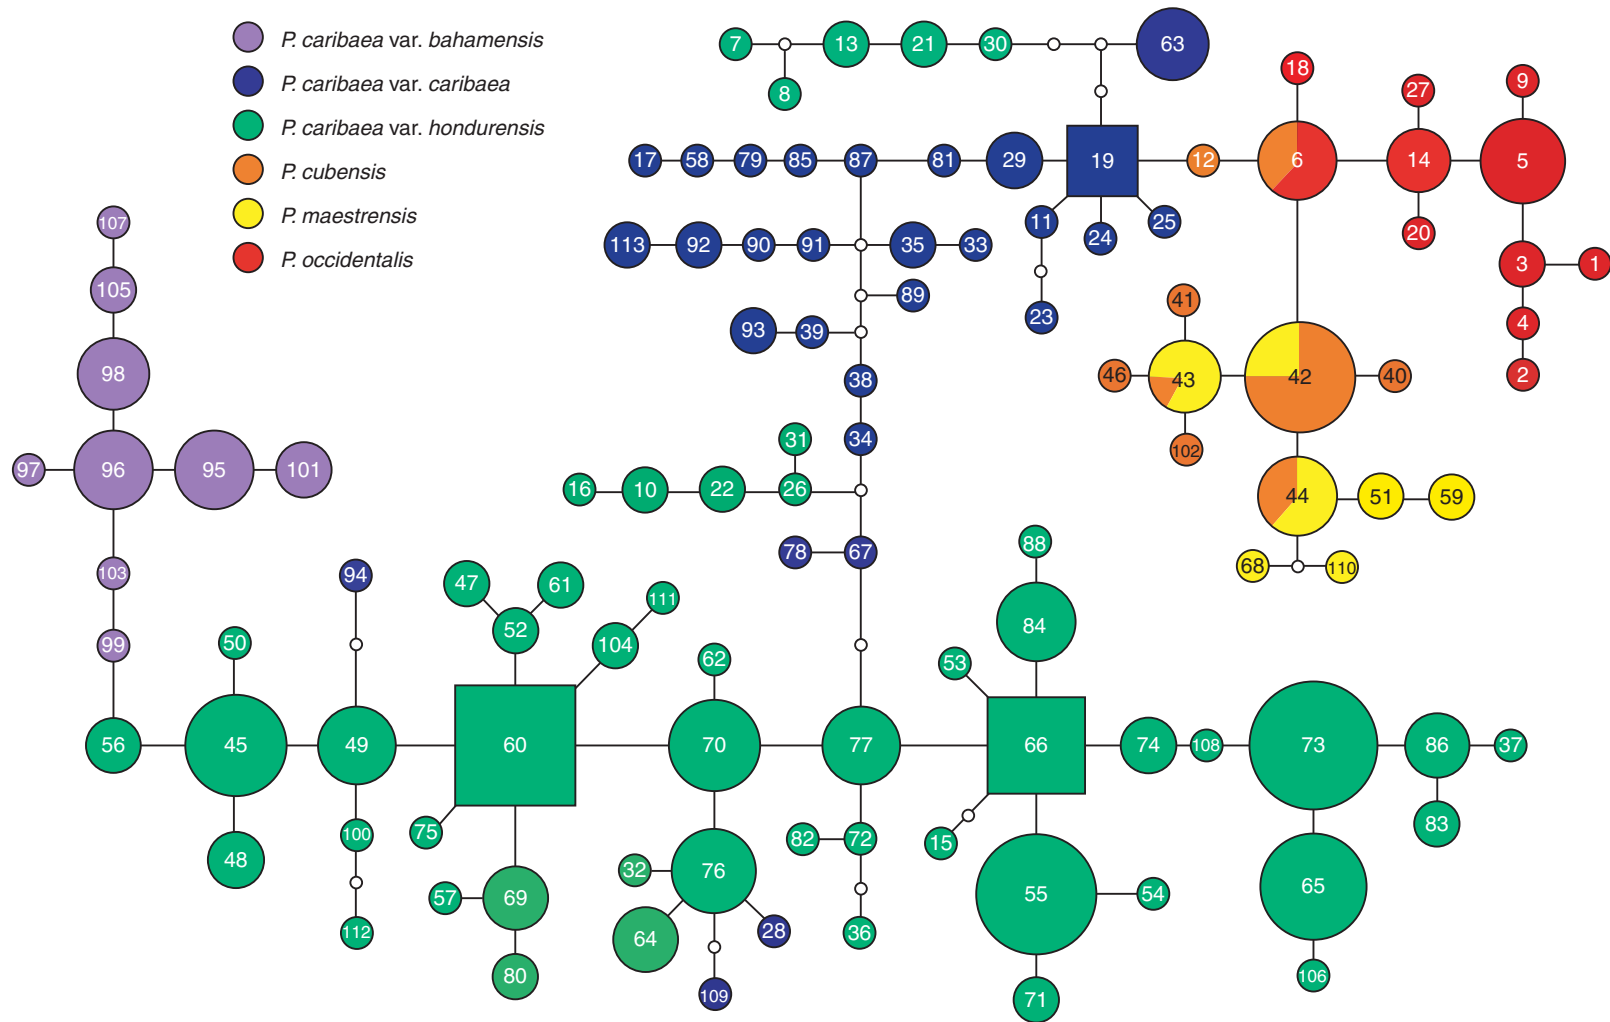 P. caribaea var. bahamensis
P. caribaea var. caribaea
P. caribaea var. hondurensis
P. cubensis
P. maestrensis
P. occidentalis
7 13 21 30 63
8
18 27 9
17 58 79 85 87 81 29 19 12 6 14 5
107 11 24 25 20
113 92 90 91 35 33
3 1
105 89 23 41 4
93 39
98 38 46 43 42 40 2
31 34 102
97 96 95 101
16 10 22 26 44 51 59
78 67 88
103 94 47 61 68 110
111
99 50 52 104 62 53 84
56 45 49 60 70 77 66 74 108 73 86 37
48 100 75 82 72 15 83
32 76
57 69 55 54 65
112 64 28 36
80 109 71 106